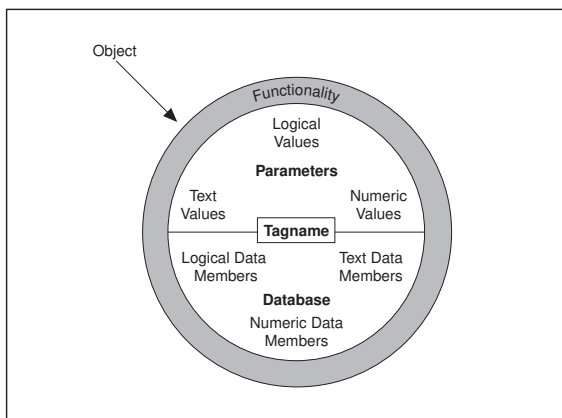 Object
Functionality
Logical
Values
Parameters
Text
Values
Numeric
Values
Tagname
Logical Data
Members
Text Data
Members
Database
Numeric Data
Members